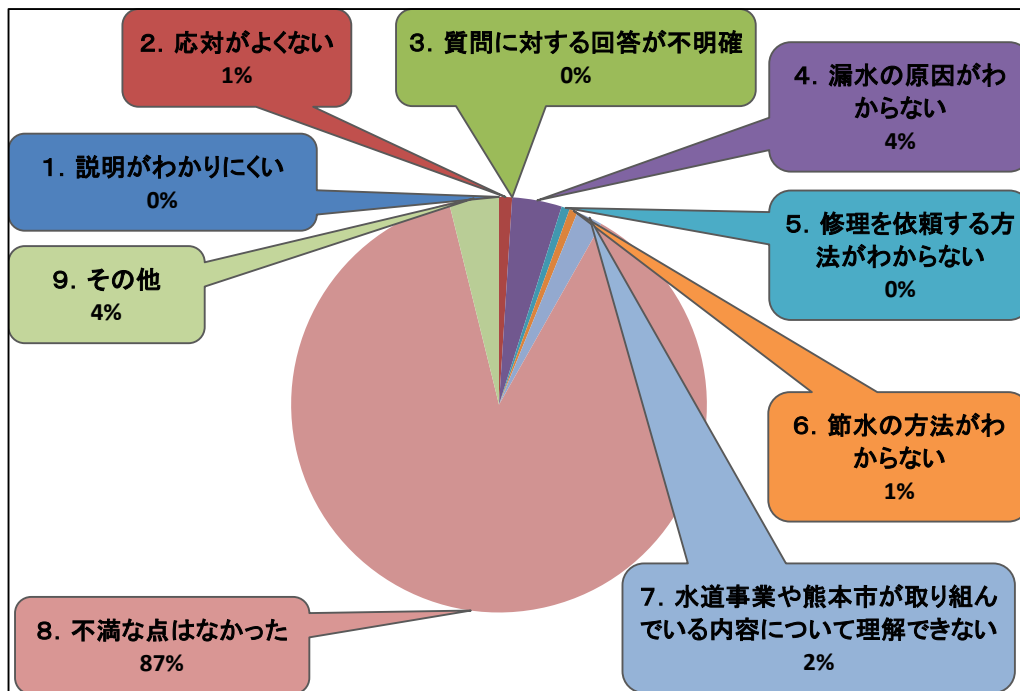 1．説明がわかりにくい
0%
2．応対がよくない
1%
3．質問に対する回答が不明確
0%
4．漏水の原因がわ
からない
4%
5．修理を依頼する方
法がわからない
0%
6．節水の方法がわ
からない
1%
7．水道事業や熊本市が取り組ん
でいる内容について理解できない
2%
8．不満な点はなかった
87%
9．その他
4%